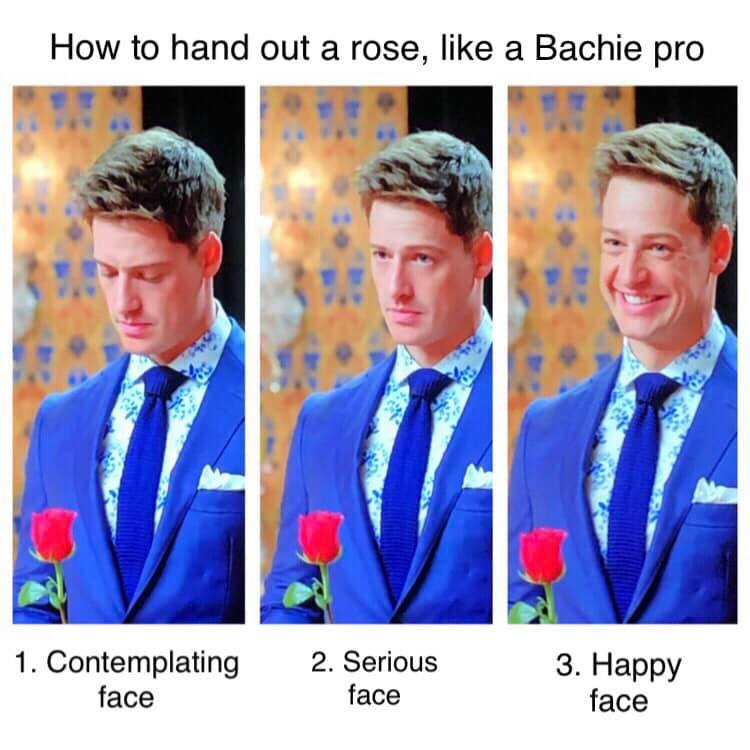 How to hand out a rose, like a Bachie pro
1. Contemplating
face
2. Serious
face
3. Happy
face